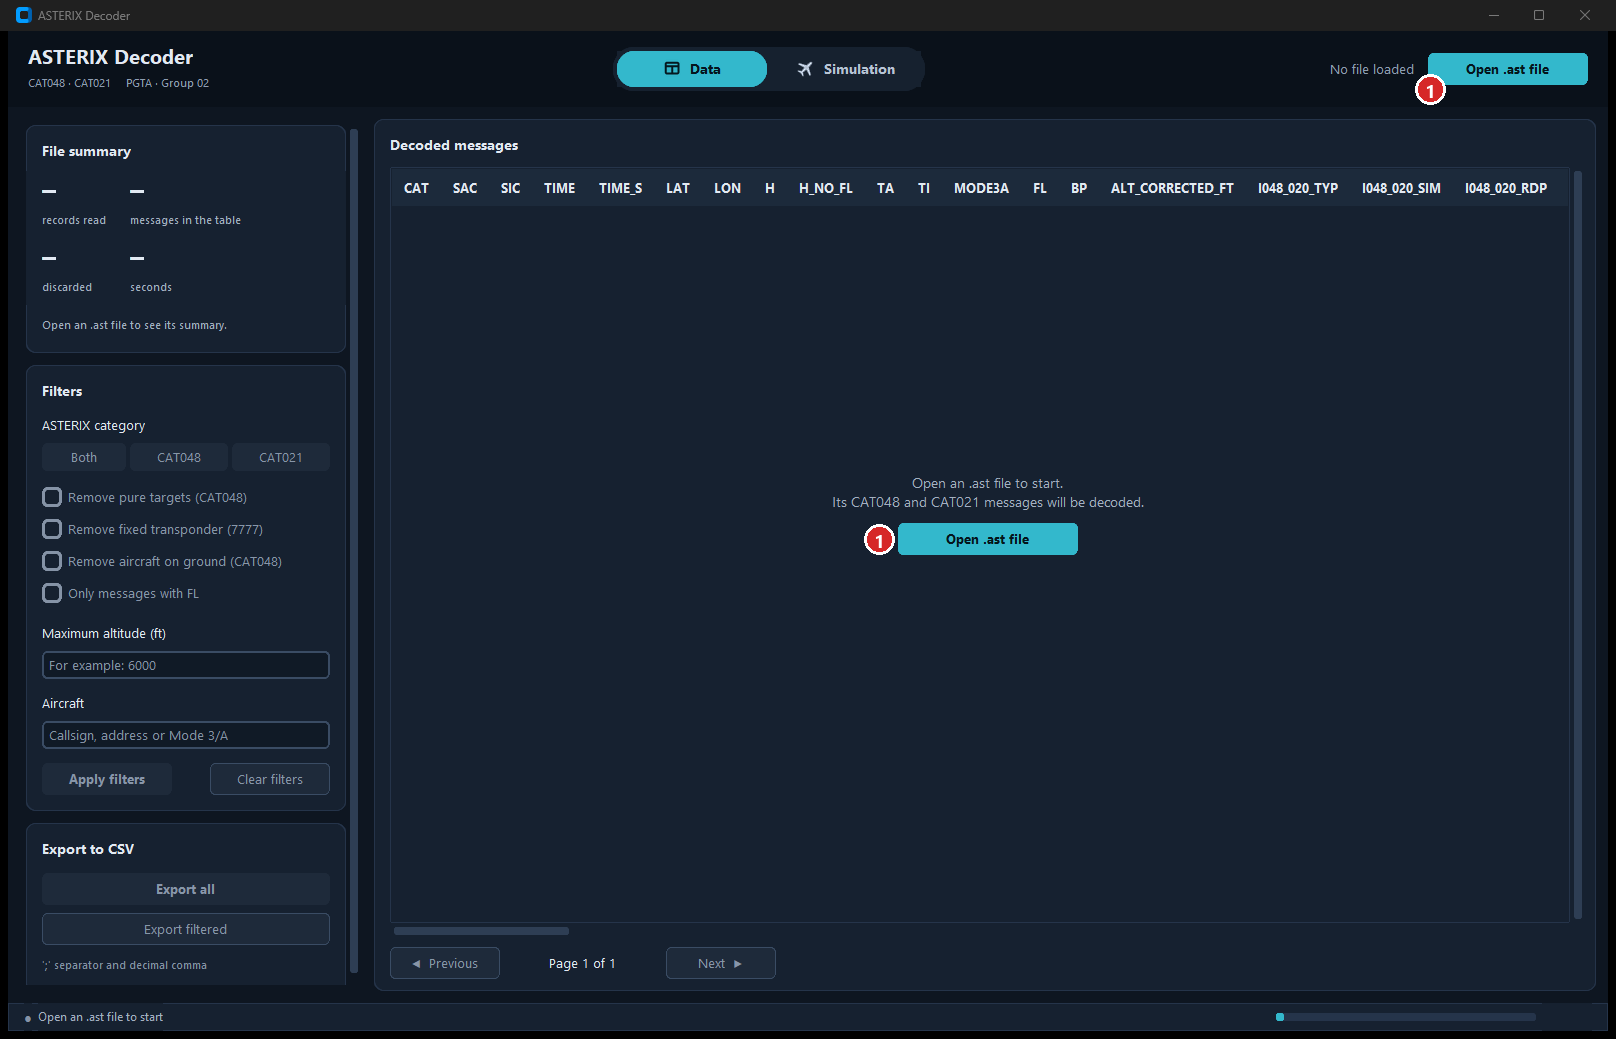 ASTERIX Decoder
ASTERIX Decoder
CAT048 · CAT021 PGTA · Group 02
Data
Simulation
No file loaded
Open .ast file
1
File summary
records read
messages in the table
discarded
seconds
Open an .ast file to see its summary.
Filters
ASTERIX category
Both CAT048 CAT021
Remove pure targets (CAT048)
Remove fixed transponder (7777)
Remove aircraft on ground (CAT048)
Only messages with FL
Maximum altitude (ft)
For example: 6000
Aircraft
Callsign, address or Mode 3/A
Apply filters
Clear filters
Export to CSV
Export all
Export filtered
';' separator and decimal comma
Decoded messages
CAT SAC SIC TIME TIME_S LAT LON H H_NO_FL TA TI MODE3A FL BP ALT_CORRECTED_FT I048_020_TYP I048_020_SIM I048_020_RDP
Open an .ast file to start.
Its CAT048 and CAT021 messages will be decoded.
1
Open .ast file
◄ Previous
Page 1 of 1
Next ►
Open an .ast file to start